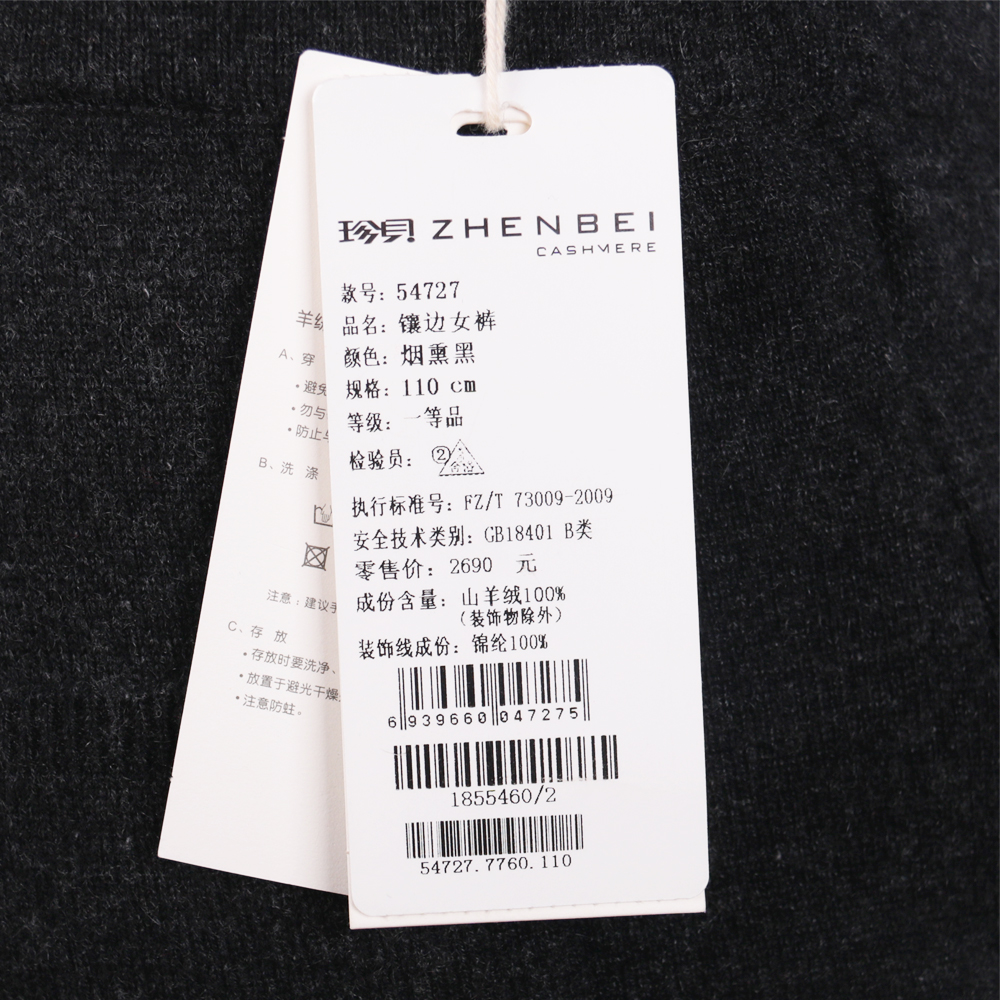 珍贝 ZHENBEI
CASHMERE
款号: 54727
品名: 镶边女裤
颜色: 烟熏黑
规格: 110 cm
等级: 一等品
检验员: ②
执行标准号: FZ/T 73009-2009
安全技术类别: GB18401 B类
零售价: 2690 元
成份含量: 山羊绒100%
(装饰物除外)
装饰线成份: 锦纶100%
6 939660 047275
1855460/2
54727.7760.110
A、穿
·避免
·勿与
·防止与
B、洗 涤
注意：建议手
C、存 放
·存放时要洗净、
·放置于避光干燥
·注意防蛀。